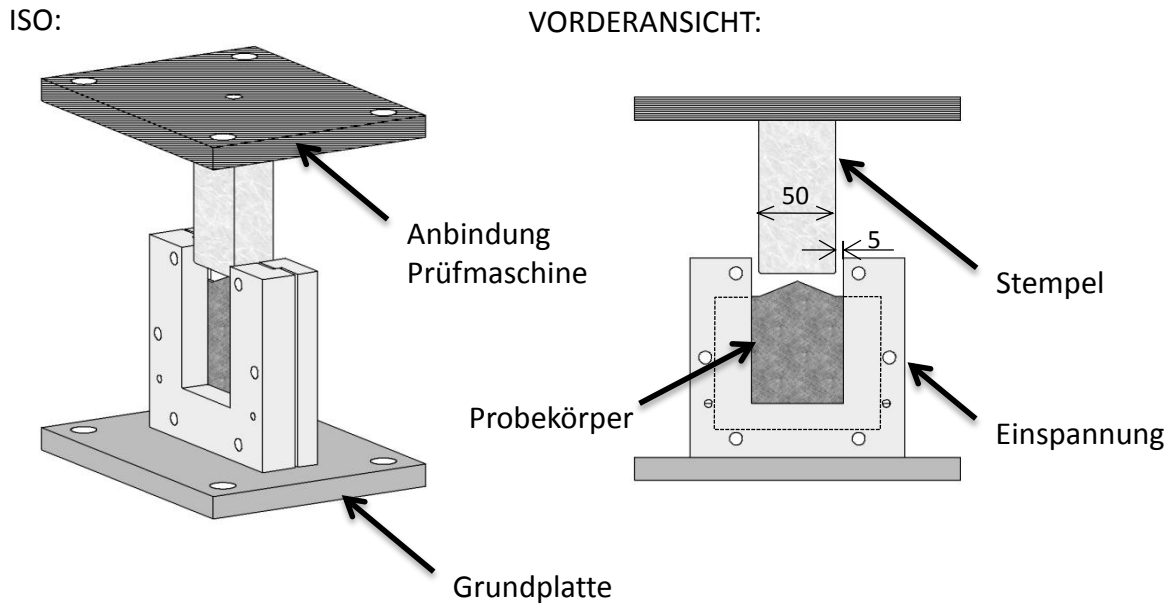 ISO:
VORDERANSICHT:
Anbindung
Prüfmaschine
50
5
Stempel
Probekörper
Einspannung
Grundplatte